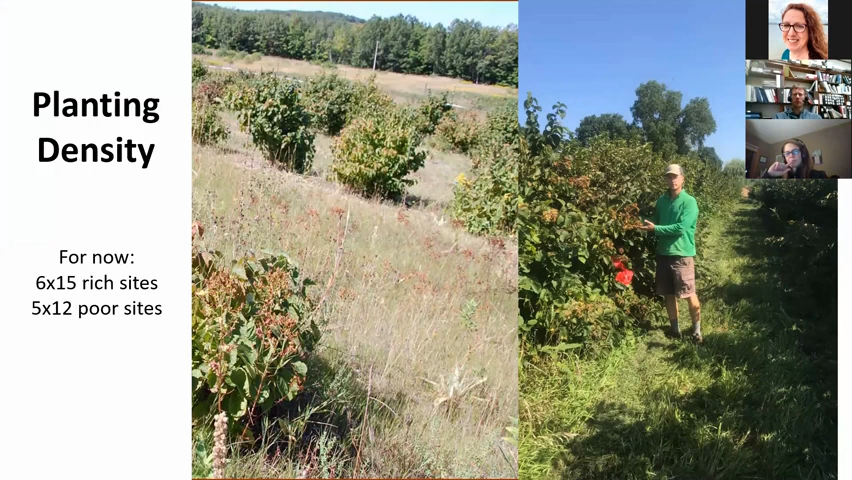 Planting
Density
For now:
6x15 rich sites
5x12 poor sites